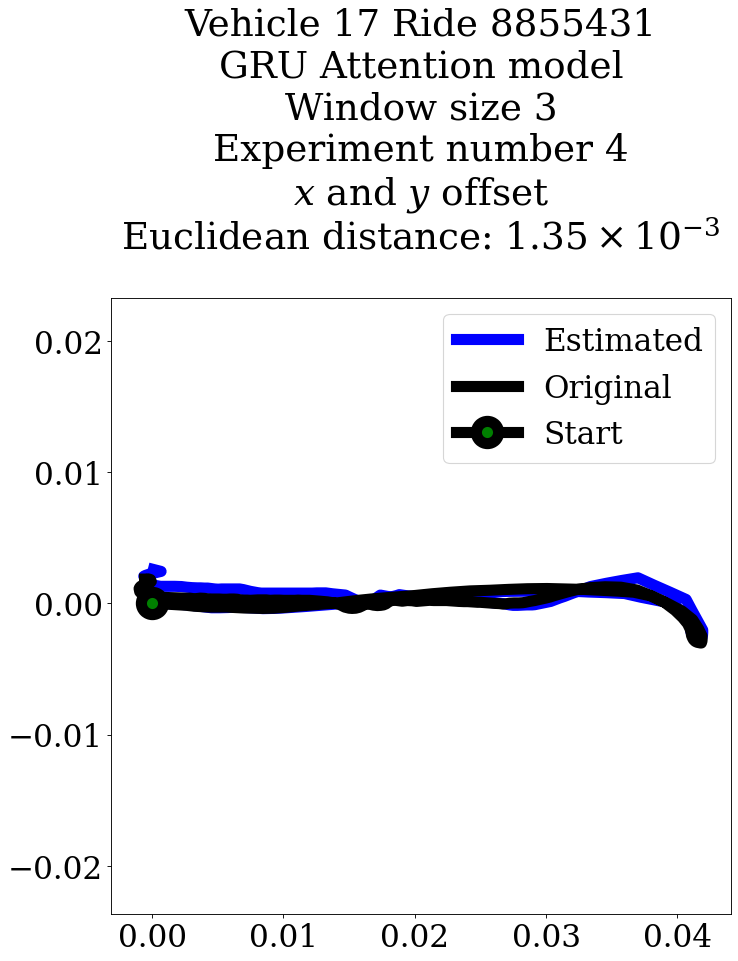 Vehicle 17 Ride 8855431
GRU Attention model
Window size 3
Experiment number 4
x and y offset
Euclidean distance: 1.35 × 10⁻³
Estimated
Original
Start
0.02
0.01
0.00
−0.01
−0.02
0.00 0.01 0.02 0.03 0.04